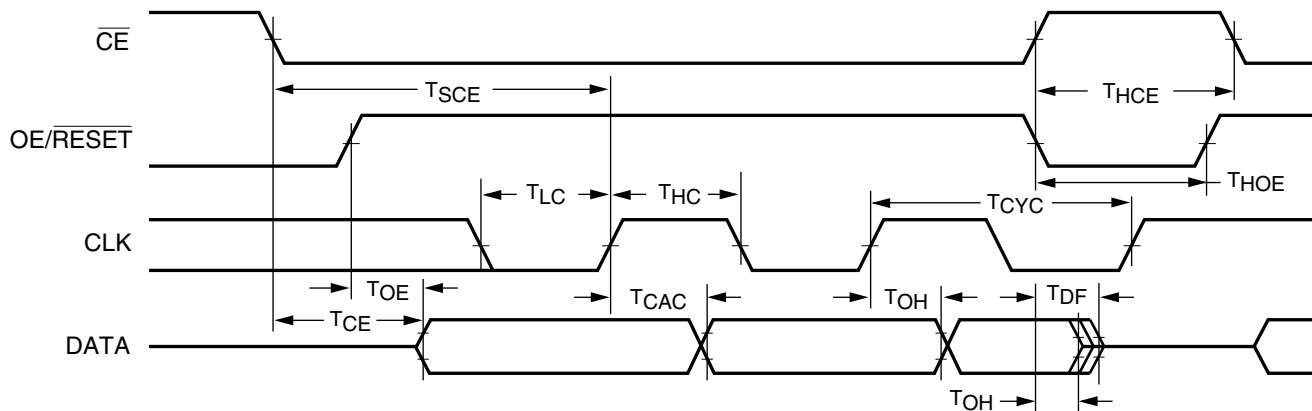 CE
TSCE
THCE
OE/RESET
TLC
THC
TCYC
THOE
CLK
TOE
TCE
TCAC
TOH
TDF
DATA
TOH